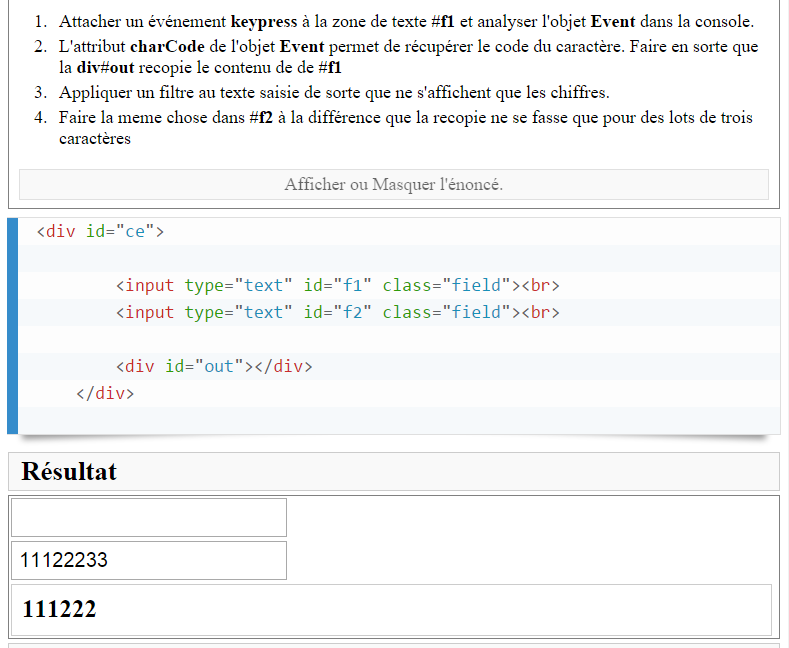 1. Attacher un événement keypress à la zone de texte #f1 et analyser l'objet Event dans la console.
2. L'attribut charCode de l'objet Event permet de récupérer le code du caractère. Faire en sorte que
la div#out recopie le contenu de de #f1
3. Appliquer un filtre au texte saisie de sorte que ne s'affichent que les chiffres.
4. Faire la meme chose dans #f2 à la différence que la recopie ne se fasse que pour des lots de trois
caractères
Afficher ou Masquer l'énoncé.
<div id="ce">
<input type="text" id="f1" class="field"><br>
<input type="text" id="f2" class="field"><br>
<div id="out"></div>
</div>
Résultat
11122233
111222